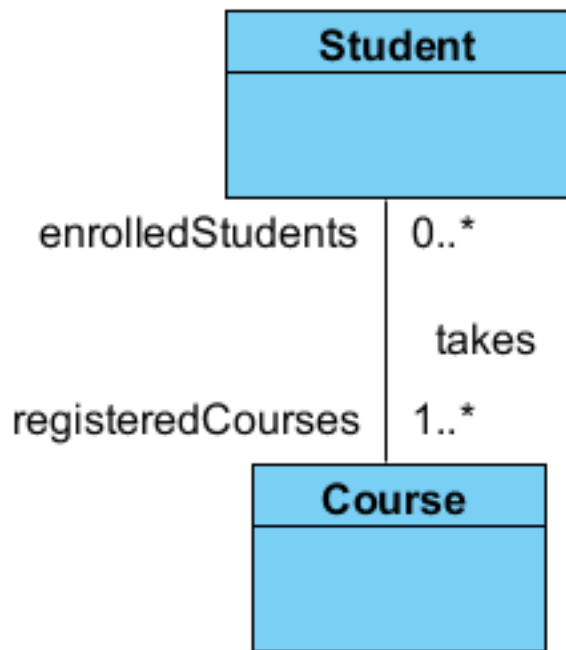 Student
enrolledStudents 0..*
takes
registeredCourses 1..*
Course